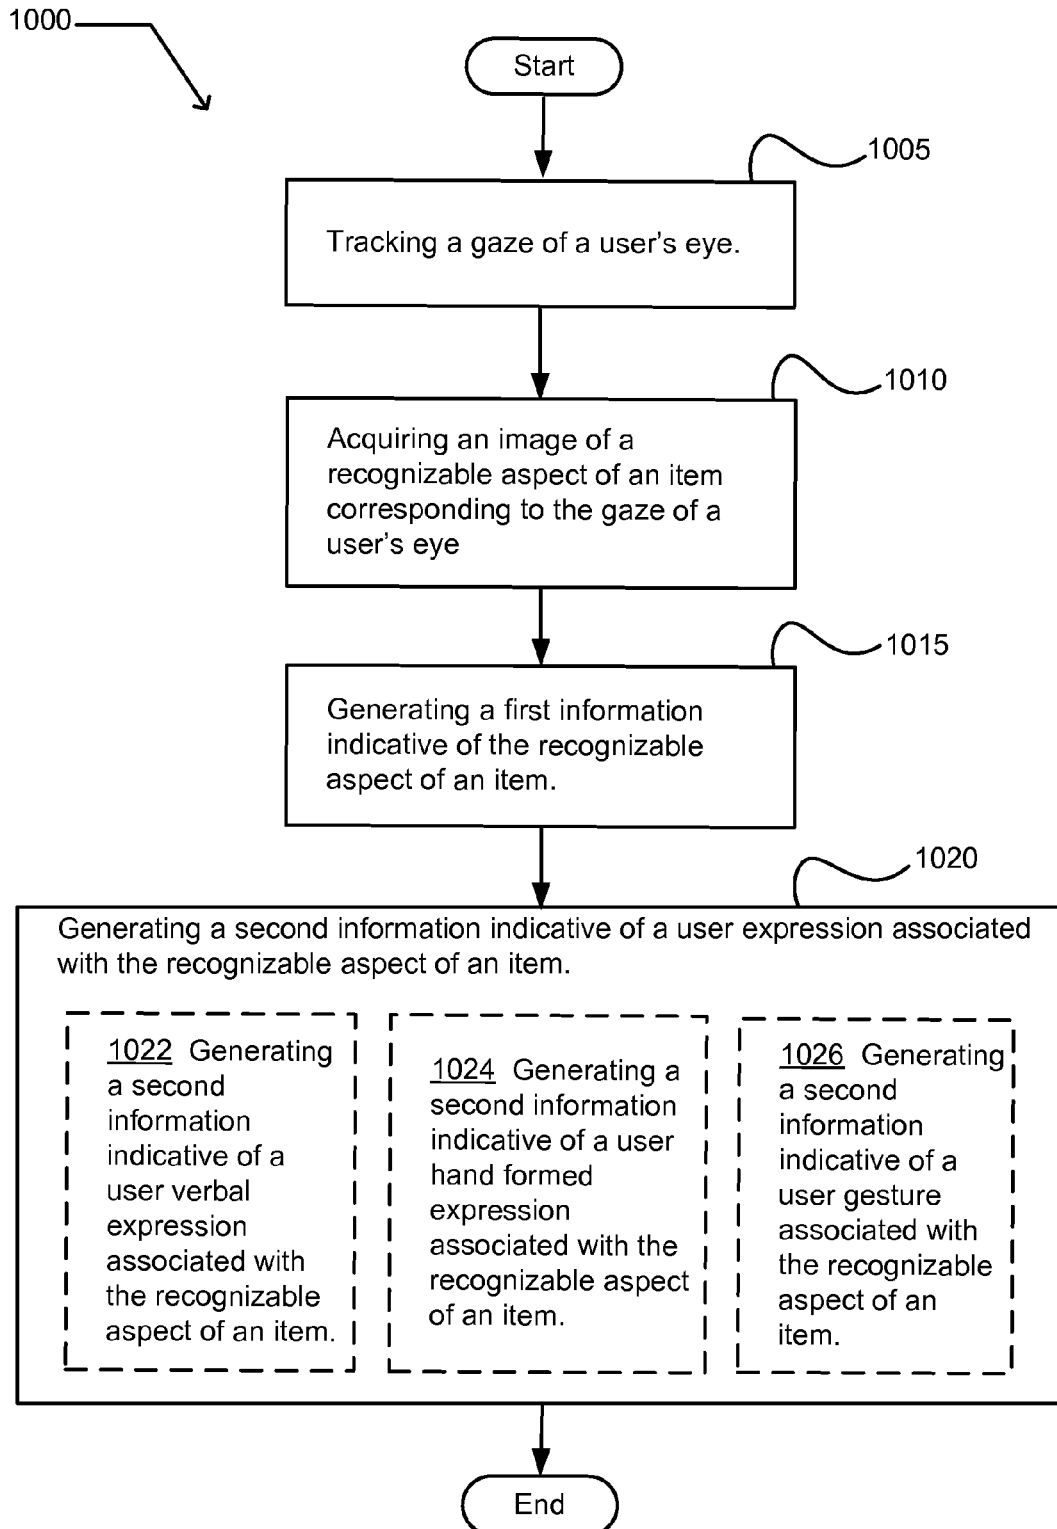 1000
Start
1005
Tracking a gaze of a user's eye.
1010
Acquiring an image of a
recognizable aspect of an item
corresponding to the gaze of a
user's eye
1015
Generating a first information
indicative of the recognizable
aspect of an item.
1020
Generating a second information indicative of a user expression associated
with the recognizable aspect of an item.
1022 Generating
a second
information
indicative of a
user verbal
expression
associated with
the recognizable
aspect of an item.
1024 Generating a
second information
indicative of a user
hand formed
expression
associated with the
recognizable aspect
of an item.
1026 Generating
a second
information
indicative of a
user gesture
associated with
the recognizable
aspect of an
item.
End